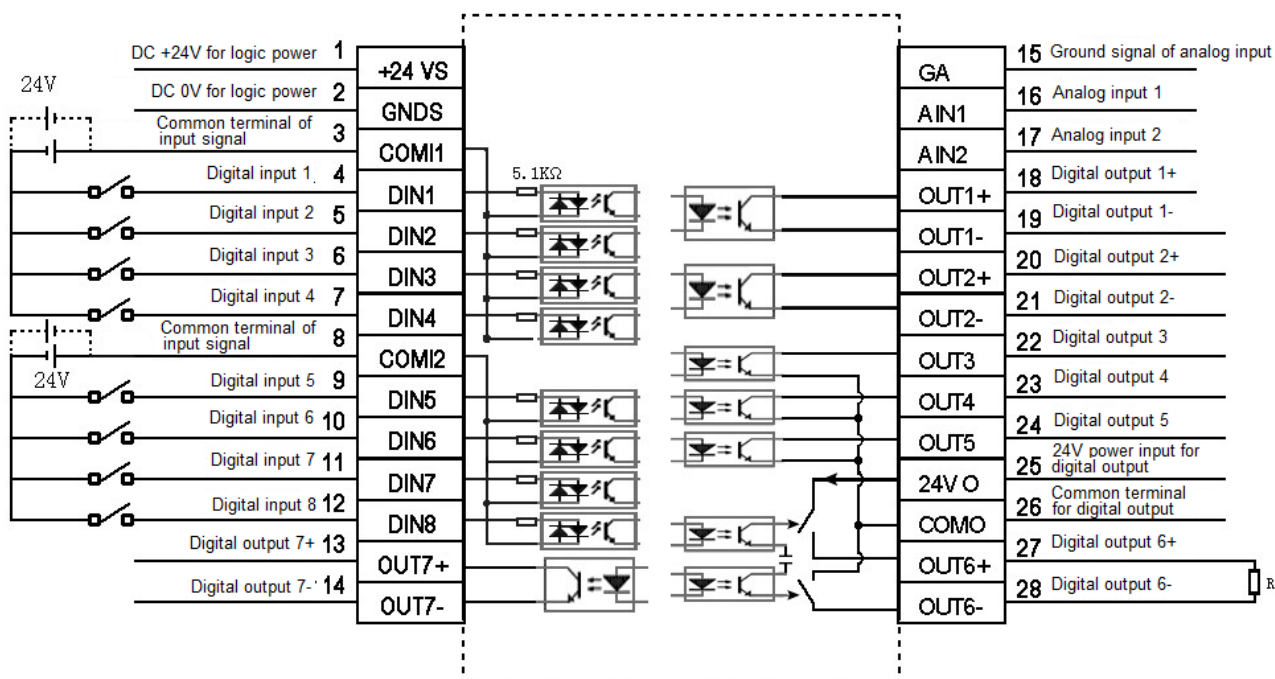 DC +24V for logic power 1
+24 VS
24V
DC 0V for logic power 2
GNDS
Common terminal of
input signal
3
COMI1
Digital input 1 4
DIN1
5.1KΩ
Digital input 2 5
DIN2
Digital input 3 6
DIN3
Digital input 4 7
DIN4
Common terminal of
input signal
8
COMI2
24V
Digital input 5 9
DIN5
Digital input 6 10
DIN6
Digital input 7 11
DIN7
Digital input 8 12
DIN8
Digital output 7+ 13
OUT7+
Digital output 7- 14
OUT7-
GA
15 Ground signal of analog input
AIN1
16 Analog input 1
AIN2
17 Analog input 2
OUT1+
18 Digital output 1+
OUT1-
19 Digital output 1-
OUT2+
20 Digital output 2+
OUT2-
21 Digital output 2-
OUT3
22 Digital output 3
OUT4
23 Digital output 4
OUT5
24 Digital output 5
24V O
25 24V power input for
digital output
COMO
26 Common terminal
for digital output
OUT6+
27 Digital output 6+
OUT6-
28 Digital output 6-
R